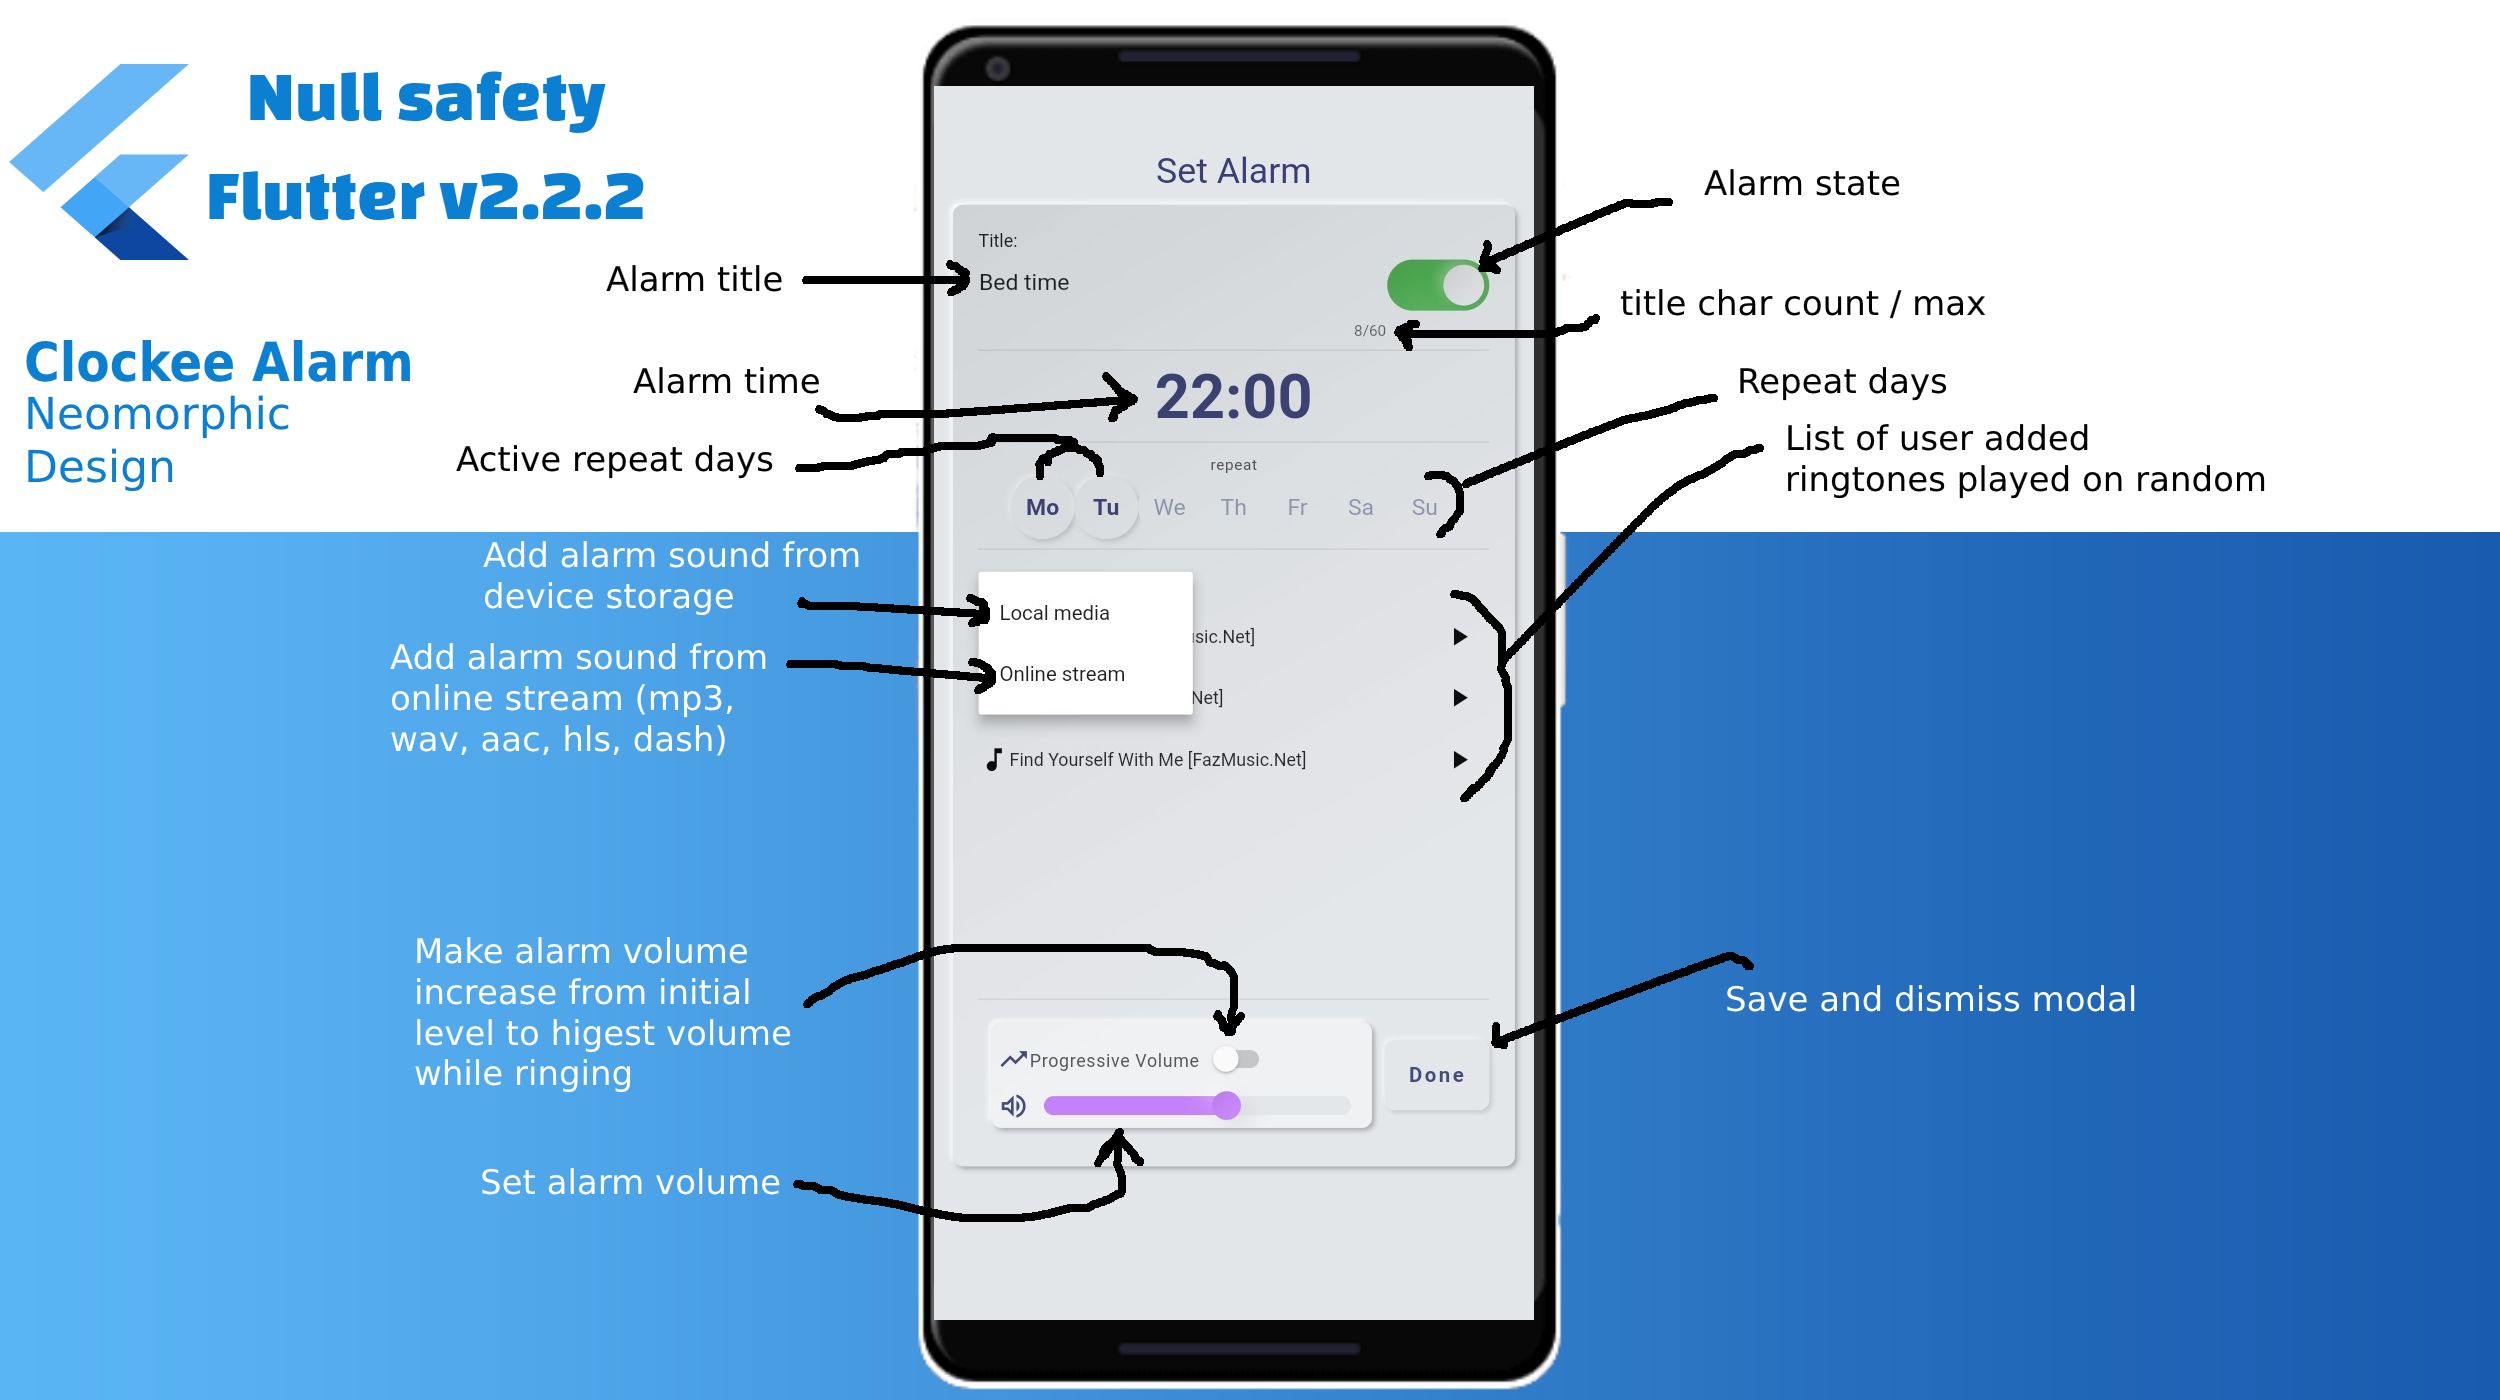 Null safety
Flutter v2.2.2
Clockee Alarm
Neomorphic
Design
Alarm title
Alarm time
Active repeat days
Add alarm sound from
device storage
Add alarm sound from
online stream (mp3,
wav, aac, hls, dash)
Make alarm volume
increase from initial
level to higest volume
while ringing
Set alarm volume
Set Alarm
Title:
Bed time
8/60
22:00
repeat
Mo Tu We Th Fr Sa Su
Local media
sic.Net]
Online stream
Net]
Find Yourself With Me [FazMusic.Net]
Progressive Volume
Done
Alarm state
title char count / max
Repeat days
List of user added
ringtones played on random
Save and dismiss modal